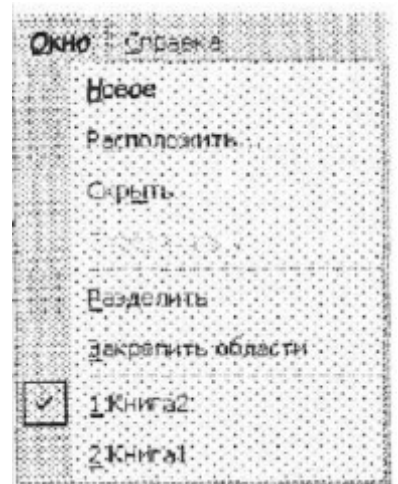 Окно Справка
Новое
Расположить...
Скрыть
Разделить
Закрепить области
1 Книга2
2 Книга1